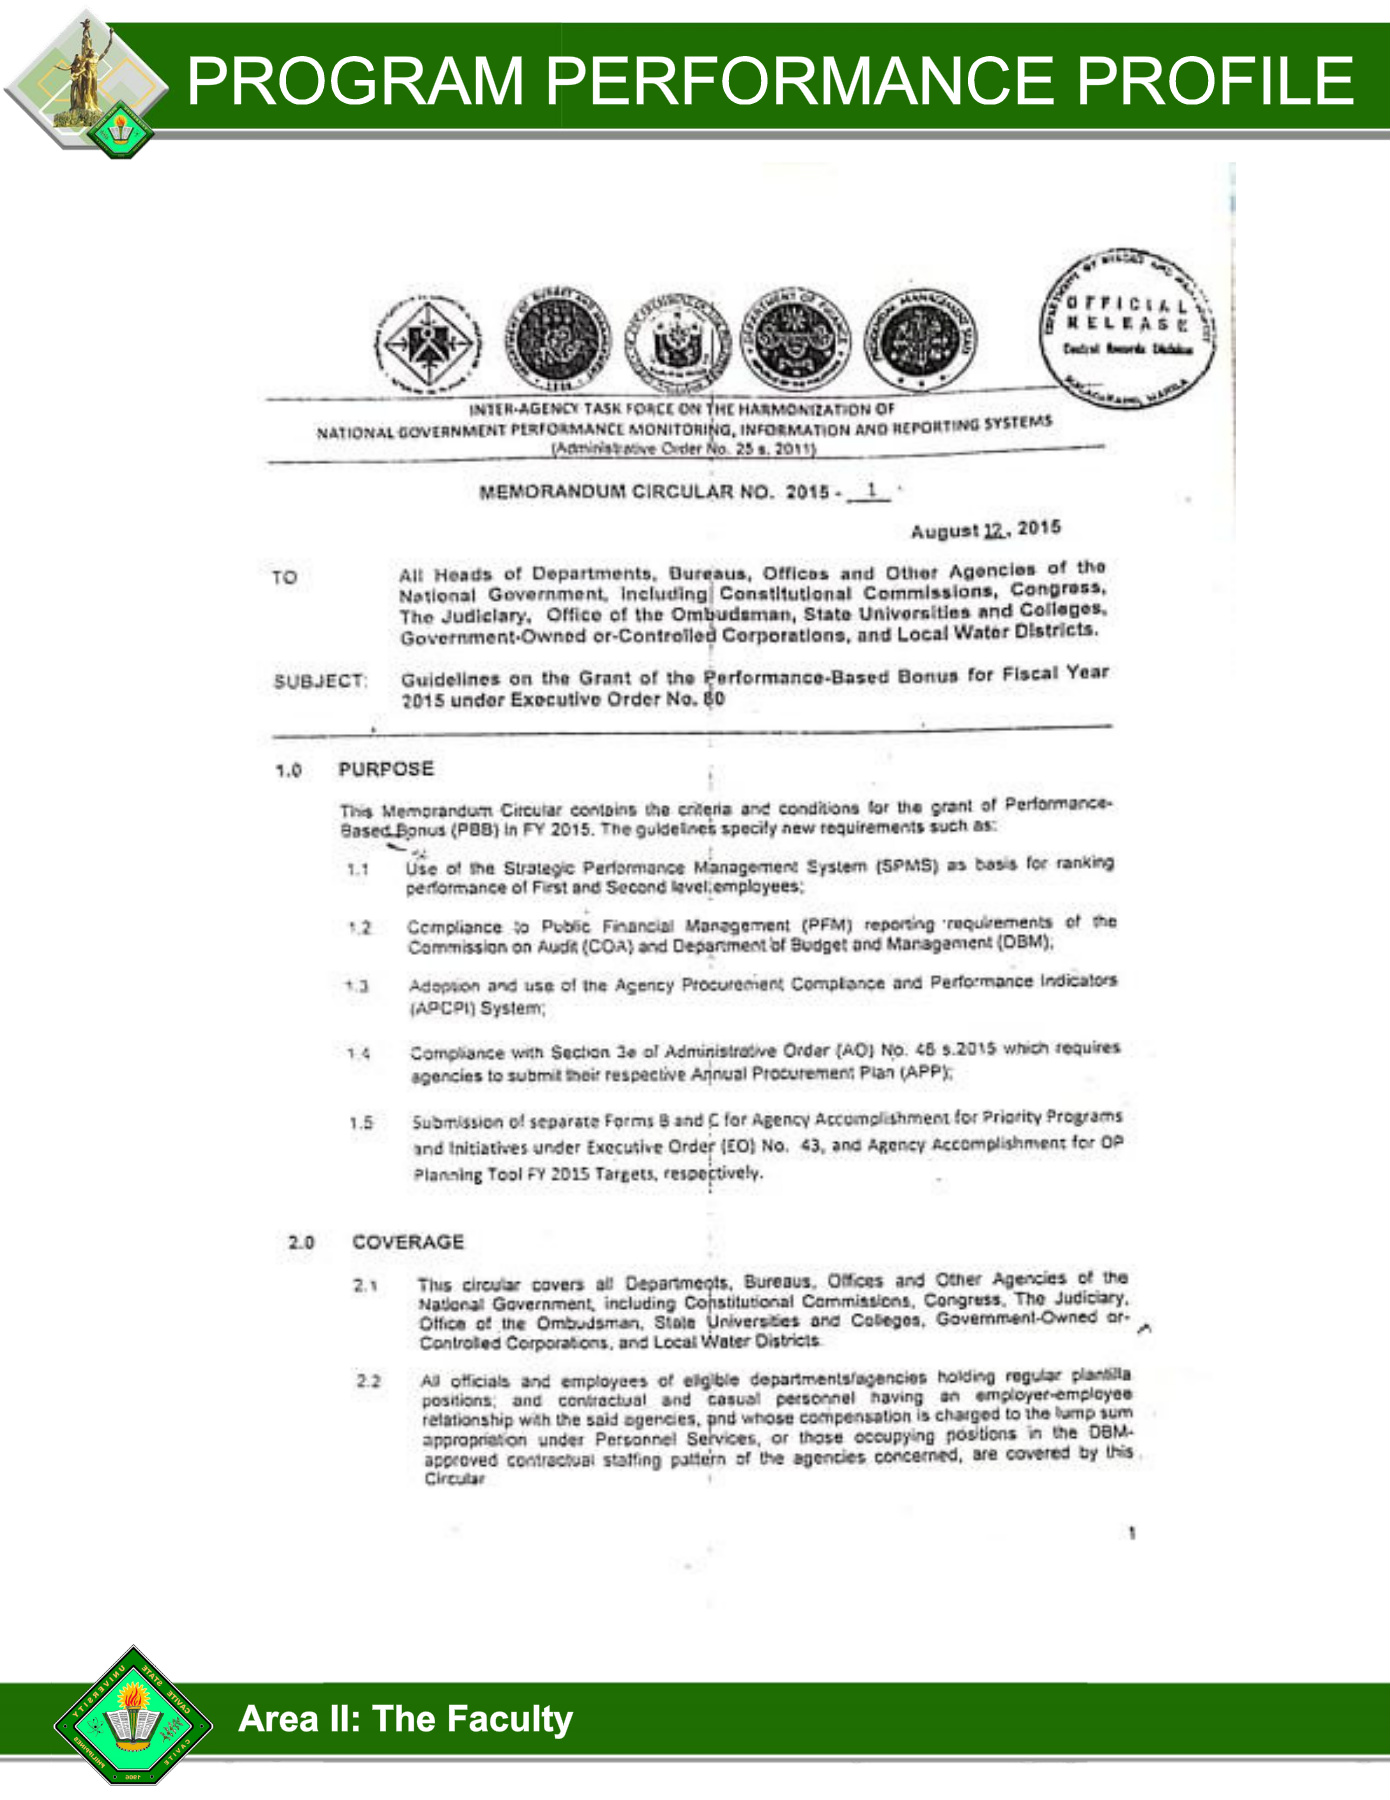 PROGRAM PERFORMANCE PROFILE
OFFICIAL
RELEASE
Central Records Division
INTER-AGENCY TASK FORCE ON THE HARMONIZATION OF
NATIONAL GOVERNMENT PERFORMANCE MONITORING, INFORMATION AND REPORTING SYSTEMS
(Administrative Order No. 25 s. 2011)
MEMORANDUM CIRCULAR NO. 2015 - 1
August 12, 2015
TO
All Heads of Departments, Bureaus, Offices and Other Agencies of the
National Government, including Constitutional Commissions, Congress,
The Judiciary, Office of the Ombudsman, State Universities and Colleges,
Government-Owned or-Controlled Corporations, and Local Water Districts.
SUBJECT:
Guidelines on the Grant of the Performance-Based Bonus for Fiscal Year
2015 under Executive Order No. 80
1.0 PURPOSE
This Memorandum Circular contains the criteria and conditions for the grant of Performance-
Based Bonus (PBB) in FY 2015. The guidelines specify new requirements such as:
1.1 Use of the Strategic Performance Management System (SPMS) as basis for ranking
performance of First and Second level employees;
1.2 Compliance to Public Financial Management (PFM) reporting requirements of the
Commission on Audit (COA) and Department of Budget and Management (DBM);
1.3 Adoption and use of the Agency Procurement Compliance and Performance Indicators
(APCPI) System;
1.4 Compliance with Section 3e of Administrative Order (AO) No. 46 s.2015 which requires
agencies to submit their respective Annual Procurement Plan (APP);
1.5 Submission of separate Forms B and C for Agency Accomplishment for Priority Programs
and Initiatives under Executive Order (EO) No. 43, and Agency Accomplishment for OP
Planning Tool FY 2015 Targets, respectively.
2.0 COVERAGE
2.1 This circular covers all Departments, Bureaus, Offices and Other Agencies of the
National Government, including Constitutional Commissions, Congress, The Judiciary,
Office of the Ombudsman, State Universities and Colleges, Government-Owned or-
Controlled Corporations, and Local Water Districts.
2.2 All officials and employees of eligible departments/agencies holding regular plantilla
positions; and contractual and casual personnel having an employer-employee
relationship with the said agencies, and whose compensation is charged to the lump sum
appropriation under Personnel Services, or those occupying positions in the DBM-
approved contractual staffing pattern of the agencies concerned, are covered by this
Circular
1
CAVITE STATE UNIVERSITY
CAVITE
PHILIPPINES
1906
Area II: The Faculty